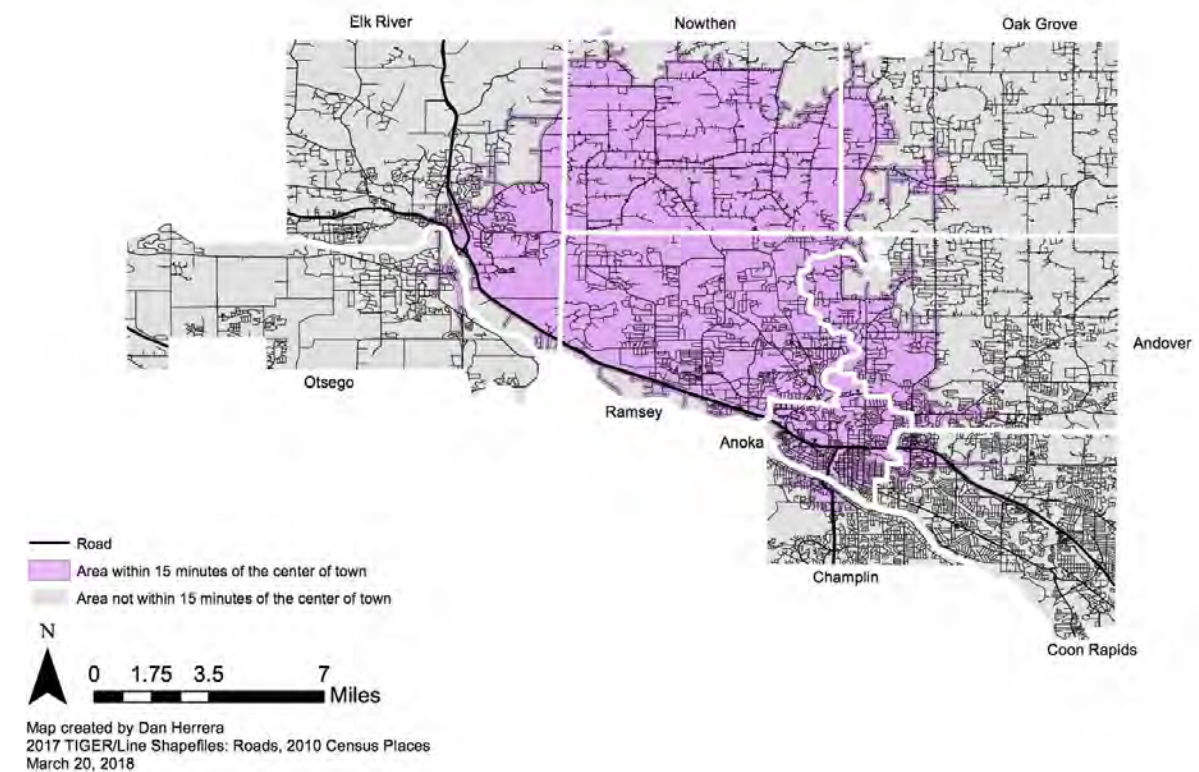 Elk River
Nowthen
Oak Grove
Andover
Otsego
Ramsey
Anoka
Champlin
Coon Rapids
Road
Area within 15 minutes of the center of town
Area not within 15 minutes of the center of town
N
0 1.75 3.5 7
Miles
Map created by Dan Herrera
2017 TIGER/Line Shapefiles: Roads, 2010 Census Places
March 20, 2018